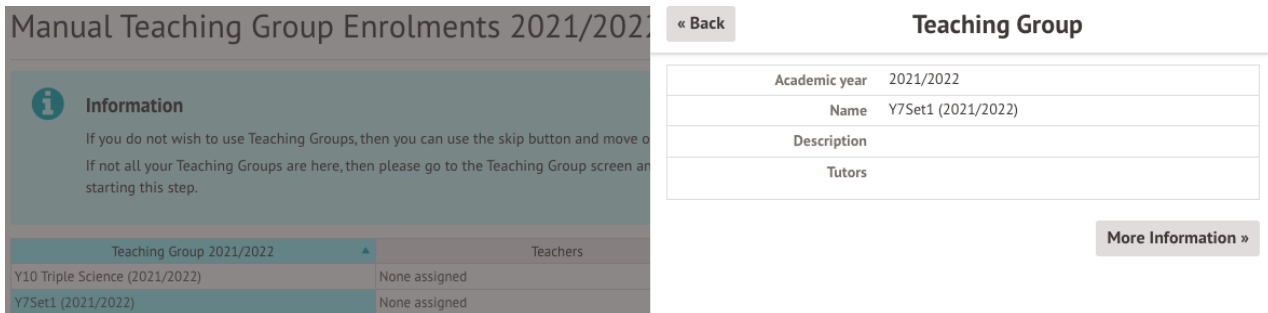 Manual Teaching Group Enrolments 2021/2022
Information
If you do not wish to use Teaching Groups, then you can use the skip button and move o
If not all your Teaching Groups are here, then please go to the Teaching Group screen an
starting this step.
Teaching Group 2021/2022 Teachers
Y10 Triple Science (2021/2022) None assigned
Y7Set1 (2021/2022) None assigned
« Back Teaching Group
Academic year 2021/2022
Name Y7Set1 (2021/2022)
Description
Tutors
More Information »